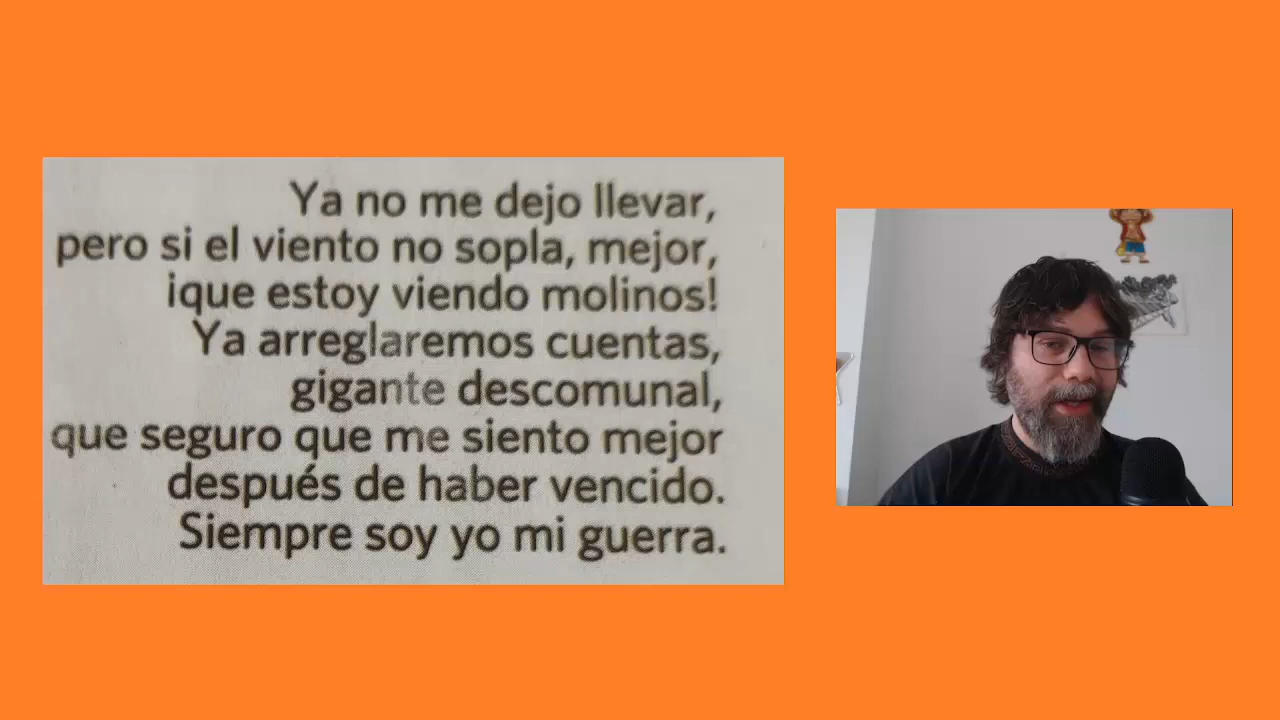 Ya no me dejo llevar,
pero si el viento no sopla, mejor,
¡que estoy viendo molinos!
Ya arreglaremos cuentas,
gigante descomunal,
que seguro que me siento mejor
después de haber vencido.
Siempre soy yo mi guerra.